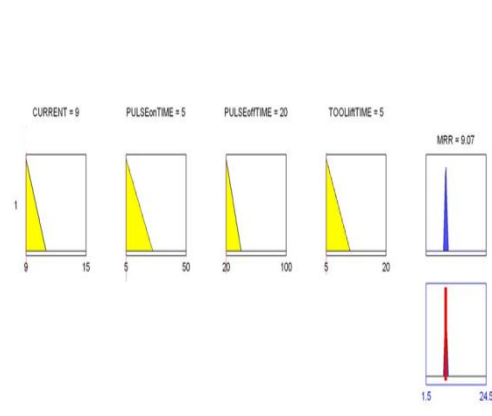 CURRENT = 9 PULSEonTIME = 5 PULSEoffTIME = 20 TOOLliftTIME = 5
MRR = 9.07
1
9 15 5 50 20 100 5 20
1.5 24.5